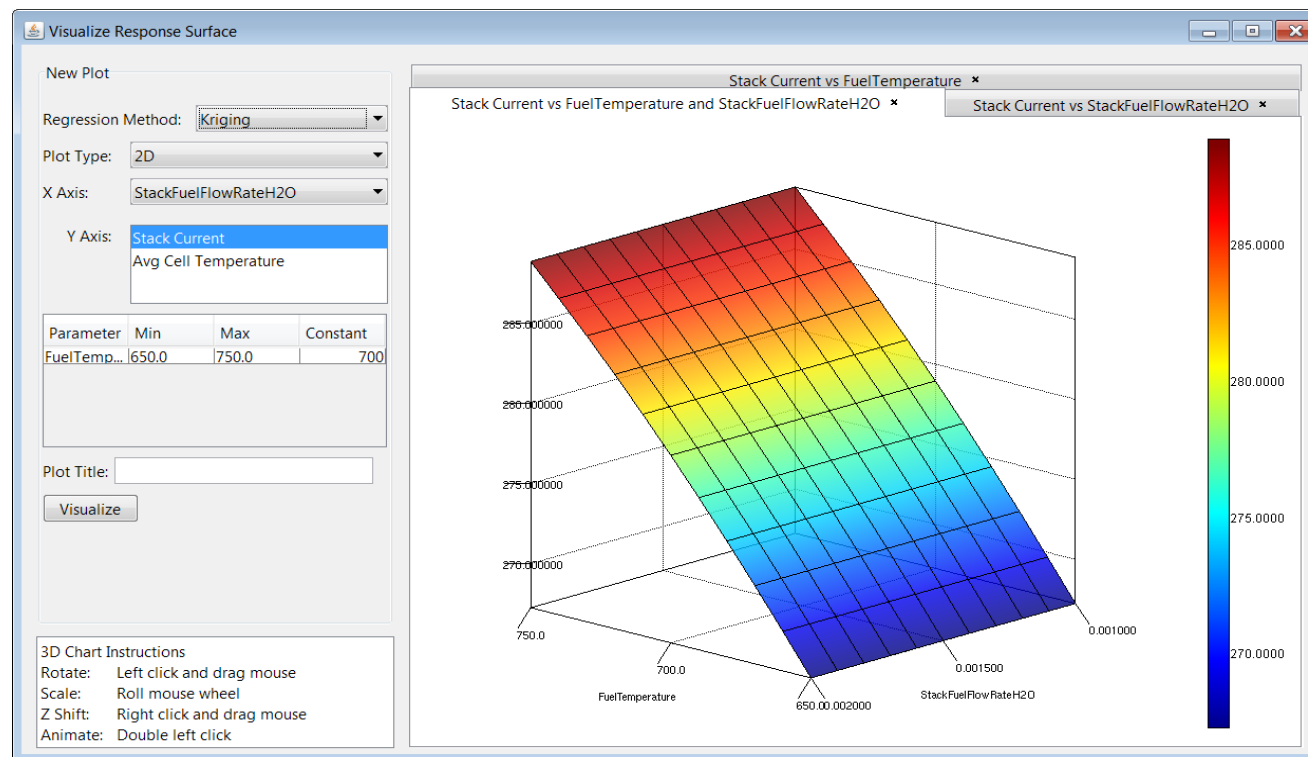 Visualize Response Surface
New Plot
Regression Method: Kriging
Plot Type: 2D
X Axis: StackFuelFlowRateH2O
Y Axis: Stack Current
Avg Cell Temperature
Parameter Min Max Constant
FuelTemp... 650.0 750.0 700
Plot Title:
Visualize
3D Chart Instructions
Rotate: Left click and drag mouse
Scale: Roll mouse wheel
Z Shift: Right click and drag mouse
Animate: Double left click
Stack Current vs FuelTemperature ×
Stack Current vs FuelTemperature and StackFuelFlowRateH2O × Stack Current vs StackFuelFlowRateH2O ×
285.000000
280.000000
275.000000
270.000000
750.0
700.0
650.00.002000
0.001500
0.001000
FuelTemperature
StackFuelFlowRateH2O
285.0000
280.0000
275.0000
270.0000